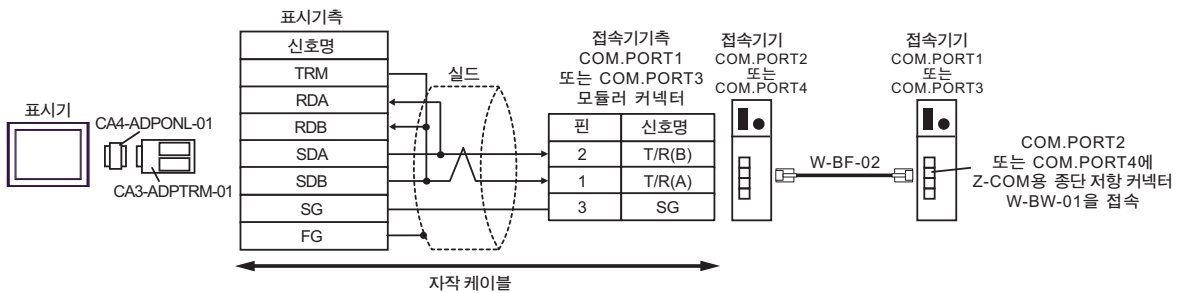 표시기
CA4-ADPONL-01
CA3-ADPTRM-01
표시기측
신호명
TRM
RDA
RDB
SDA
SDB
SG
FG
실드
자작 케이블
접속기기측
COM.PORT1
또는 COM.PORT3
모듈러 커넥터
핀 신호명
2 T/R(B)
1 T/R(A)
3 SG
접속기기
COM.PORT2
또는
COM.PORT4
W-BF-02
접속기기
COM.PORT1
또는
COM.PORT3
COM.PORT2
또는 COM.PORT4에
Z-COM용 종단 저항 커넥터
W-BW-01을 접속